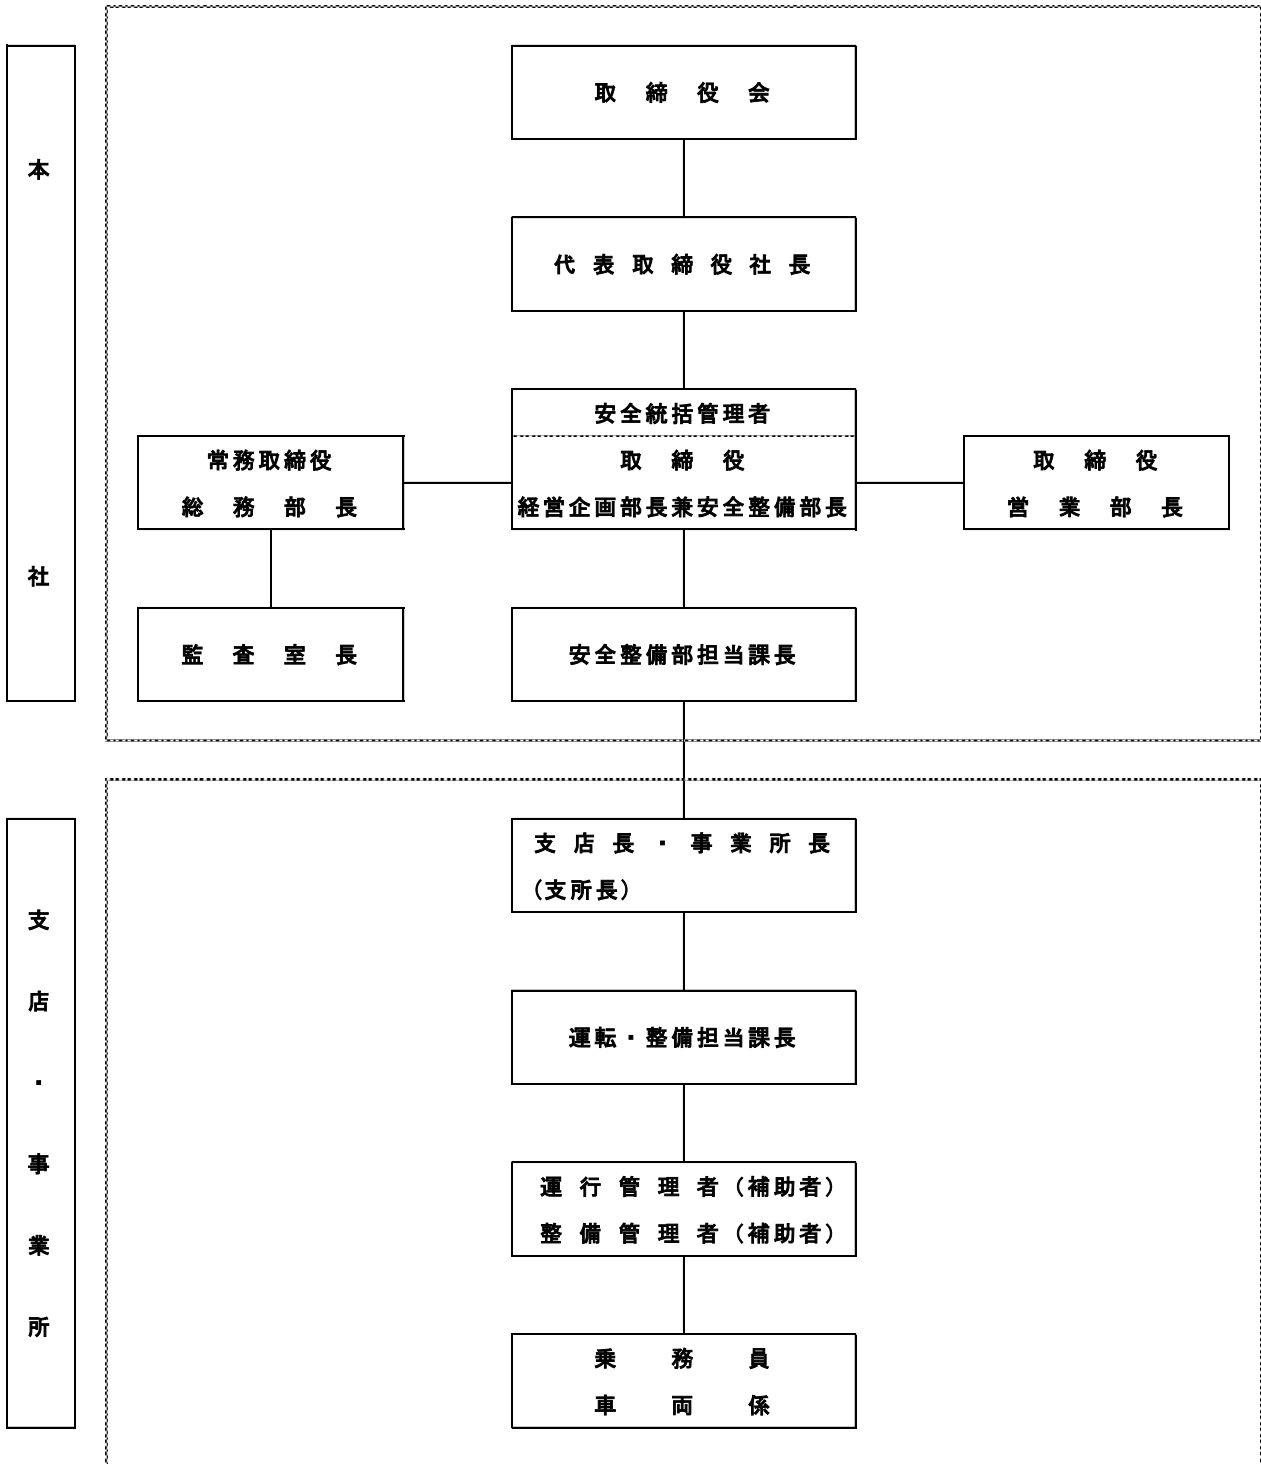 本社
取締役会
代表取締役社長
安全統括管理者
常務取締役
総務部長
取締役
経営企画部長兼安全整備部長
取締役
営業部長
監査室長
安全整備部担当課長
支店・事業所
支店長・事業所長
（支所長）
運転・整備担当課長
運行管理者（補助者）
整備管理者（補助者）
乗務員
車両係